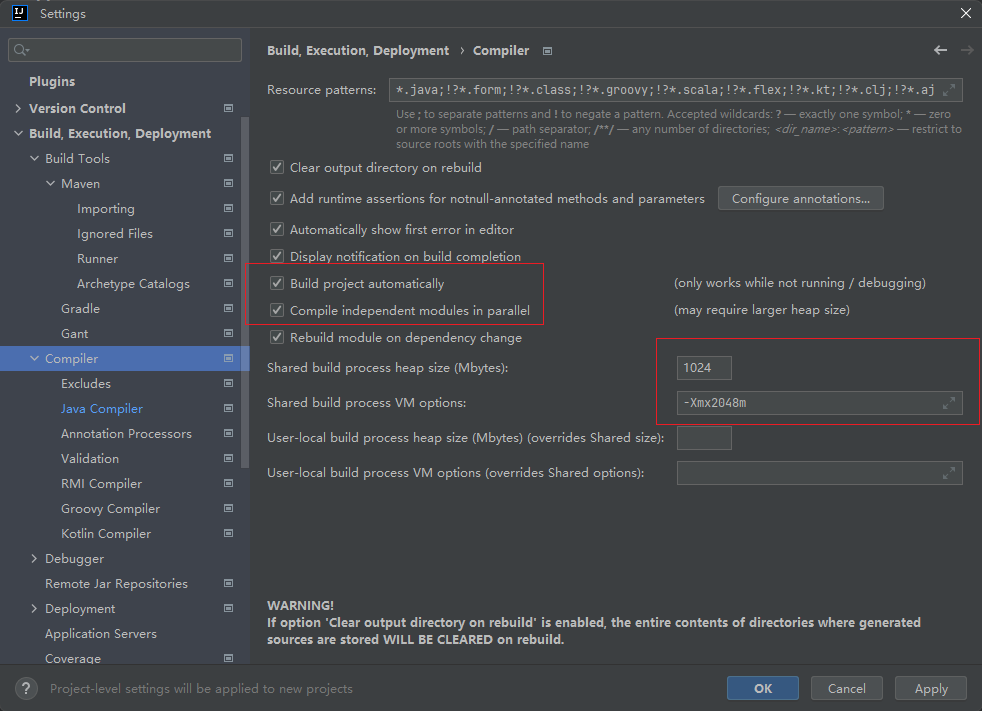 IJ
Settings
Plugins
Version Control
Build, Execution, Deployment
Build Tools
Maven
Importing
Ignored Files
Runner
Archetype Catalogs
Gradle
Gant
Compiler
Excludes
Java Compiler
Annotation Processors
Validation
RMI Compiler
Groovy Compiler
Kotlin Compiler
Debugger
Remote Jar Repositories
Deployment
Application Servers
Coverage
Build, Execution, Deployment › Compiler
Resource patterns: *.java;!?*.form;!?*.class;!?*.groovy;!?*.scala;!?*.flex;!?*.kt;!?*.clj;!?*.aj
Use ; to separate patterns and ! to negate a pattern. Accepted wildcards: ? — exactly one symbol; * — zero
or more symbols; / — path separator; /**/ — any number of directories; <dir_name>:<pattern> — restrict to
source roots with the specified name
Clear output directory on rebuild
Add runtime assertions for notnull-annotated methods and parameters Configure annotations...
Automatically show first error in editor
Display notification on build completion
Build project automatically (only works while not running / debugging)
Compile independent modules in parallel (may require larger heap size)
Rebuild module on dependency change
Shared build process heap size (Mbytes): 1024
Shared build process VM options: -Xmx2048m
User-local build process heap size (Mbytes) (overrides Shared size):
User-local build process VM options (overrides Shared options):
WARNING!
If option 'Clear output directory on rebuild' is enabled, the entire contents of directories where generated
sources are stored WILL BE CLEARED on rebuild.
? Project-level settings will be applied to new projects
OK Cancel Apply